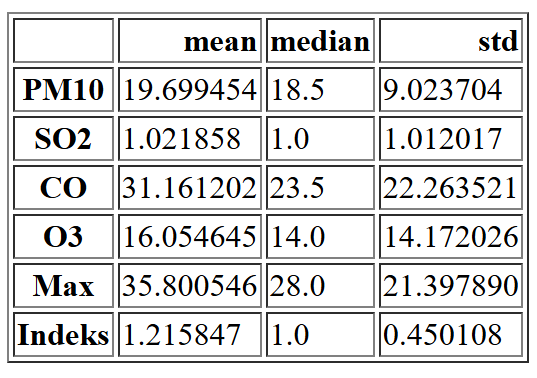 mean median std
PM10 19.699454 18.5 9.023704
SO2 1.021858 1.0 1.012017
CO 31.161202 23.5 22.263521
O3 16.054645 14.0 14.172026
Max 35.800546 28.0 21.397890
Indeks 1.215847 1.0 0.450108